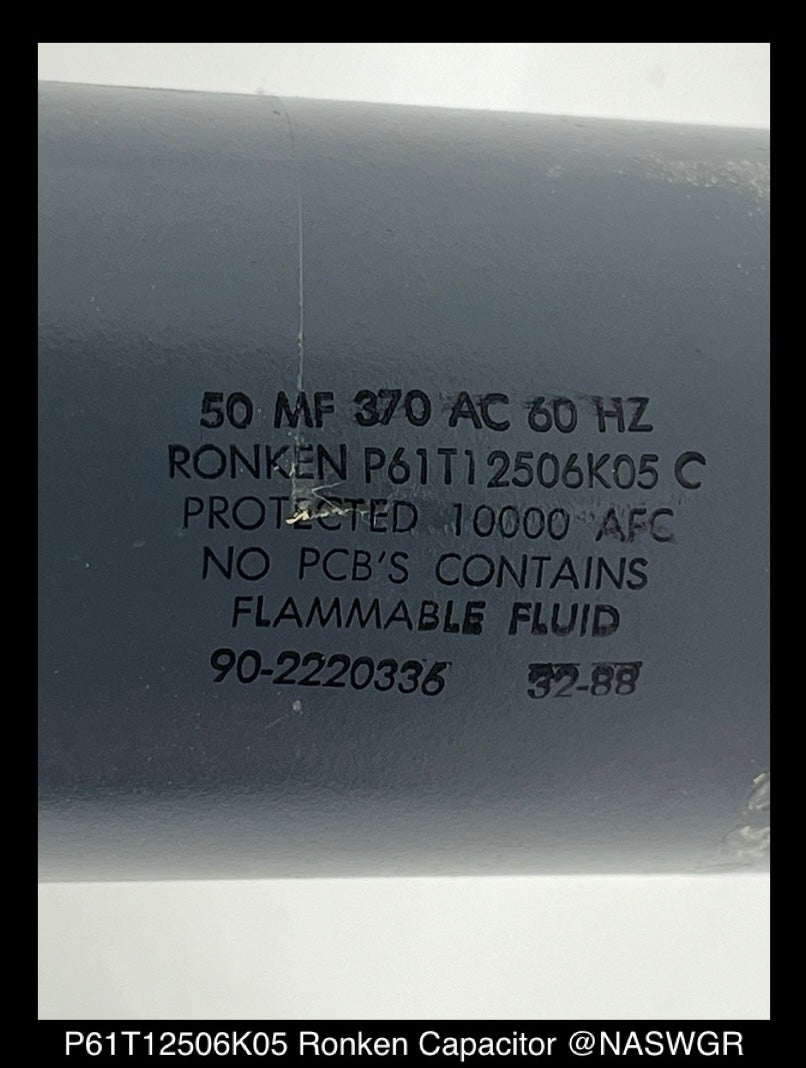 50 MF 370 AC 60 HZ
RONKEN P61T12506K05 C
PROTECTED 10000 AFC
NO PCB'S CONTAINS
FLAMMABLE FLUID
90-2220336 32-88
P61T12506K05 Ronken Capacitor @NASWGR